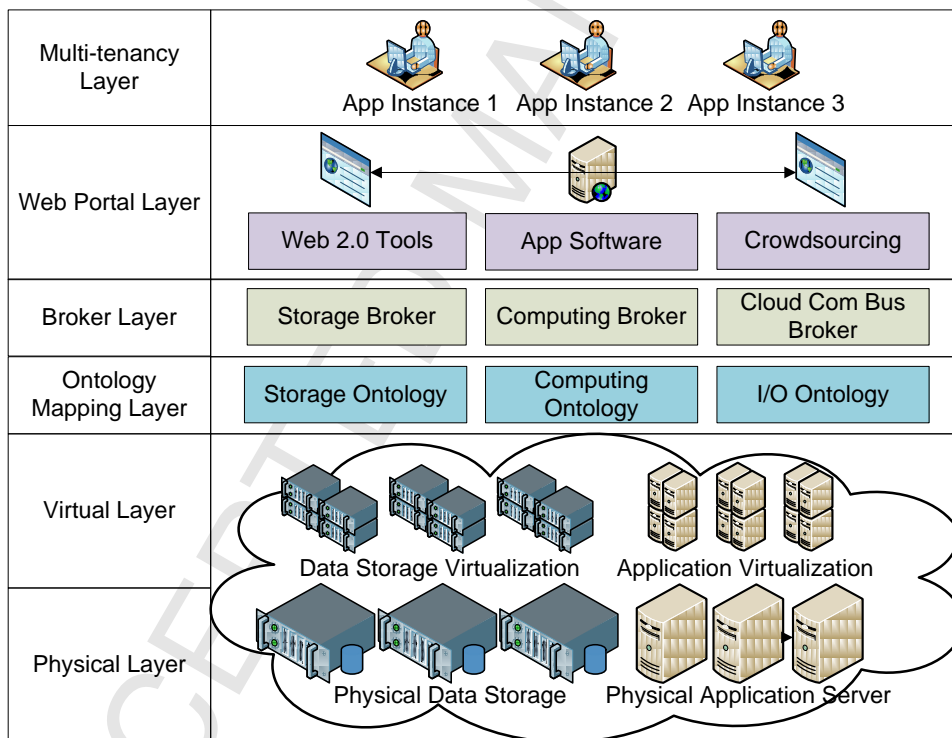 Multi-tenancy
Layer
App Instance 1
App Instance 2
App Instance 3
Web Portal Layer
Web 2.0 Tools
App Software
Crowdsourcing
Broker Layer
Storage Broker
Computing Broker
Cloud Com Bus
Broker
Ontology
Mapping Layer
Storage Ontology
Computing
Ontology
I/O Ontology
Virtual Layer
Data Storage Virtualization
Application Virtualization
Physical Layer
Physical Data Storage
Physical Application Server